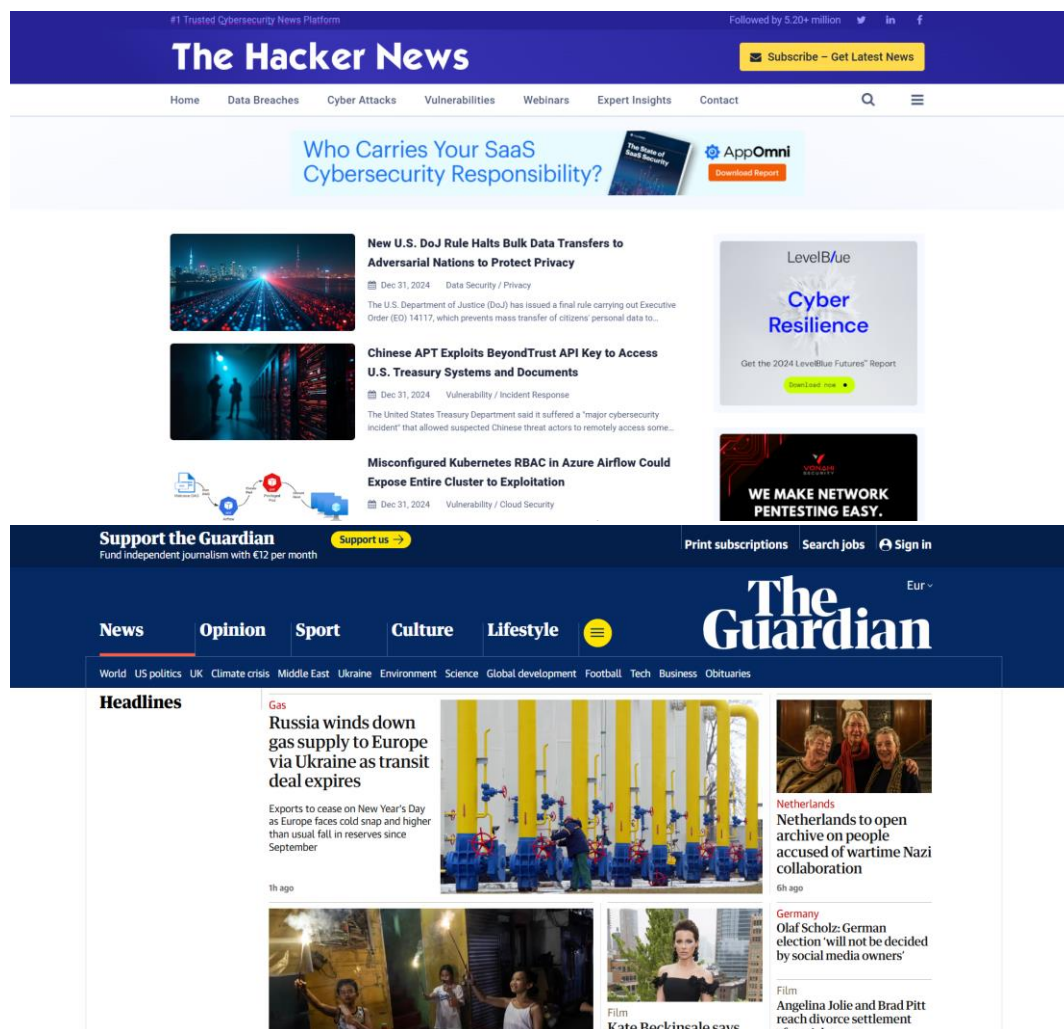 #1 Trusted Cybersecurity News Platform
Followed by 5.20+ million
The Hacker News
Subscribe – Get Latest News
Home Data Breaches Cyber Attacks Vulnerabilities Webinars Expert Insights Contact
Who Carries Your SaaS
Cybersecurity Responsibility?
The State of
SaaS Security
AppOmni
Download Report
New U.S. DoJ Rule Halts Bulk Data Transfers to
Adversarial Nations to Protect Privacy
Dec 31, 2024 Data Security / Privacy
The U.S. Department of Justice (DoJ) has issued a final rule carrying out Executive
Order (EO) 14117, which prevents mass transfer of citizens' personal data to...
Chinese APT Exploits BeyondTrust API Key to Access
U.S. Treasury Systems and Documents
Dec 31, 2024 Vulnerability / Incident Response
The United States Treasury Department said it suffered a "major cybersecurity
incident" that allowed suspected Chinese threat actors to remotely access some...
Misconfigured Kubernetes RBAC in Azure Airflow Could
Expose Entire Cluster to Exploitation
Dec 31, 2024 Vulnerability / Cloud Security
LevelBlue
Cyber
Resilience
Get the 2024 LevelBlue Futures™ Report
Download now
VONAHI
SECURITY
WE MAKE NETWORK
PENTESTING EASY.
Support the Guardian
Fund independent journalism with €12 per month
Support us
Print subscriptions Search jobs Sign in
Eur
The
Guardian
News Opinion Sport Culture Lifestyle
World US politics UK Climate crisis Middle East Ukraine Environment Science Global development Football Tech Business Obituaries
Headlines
Gas
Russia winds down
gas supply to Europe
via Ukraine as transit
deal expires
Exports to cease on New Year's Day
as Europe faces cold snap and higher
than usual fall in reserves since
September
1h ago
Netherlands
Netherlands to open
archive on people
accused of wartime Nazi
collaboration
6h ago
Film
Kate Beckinsale says
Germany
Olaf Scholz: German
election ‘will not be decided
by social media owners’
Film
Angelina Jolie and Brad Pitt
reach divorce settlement